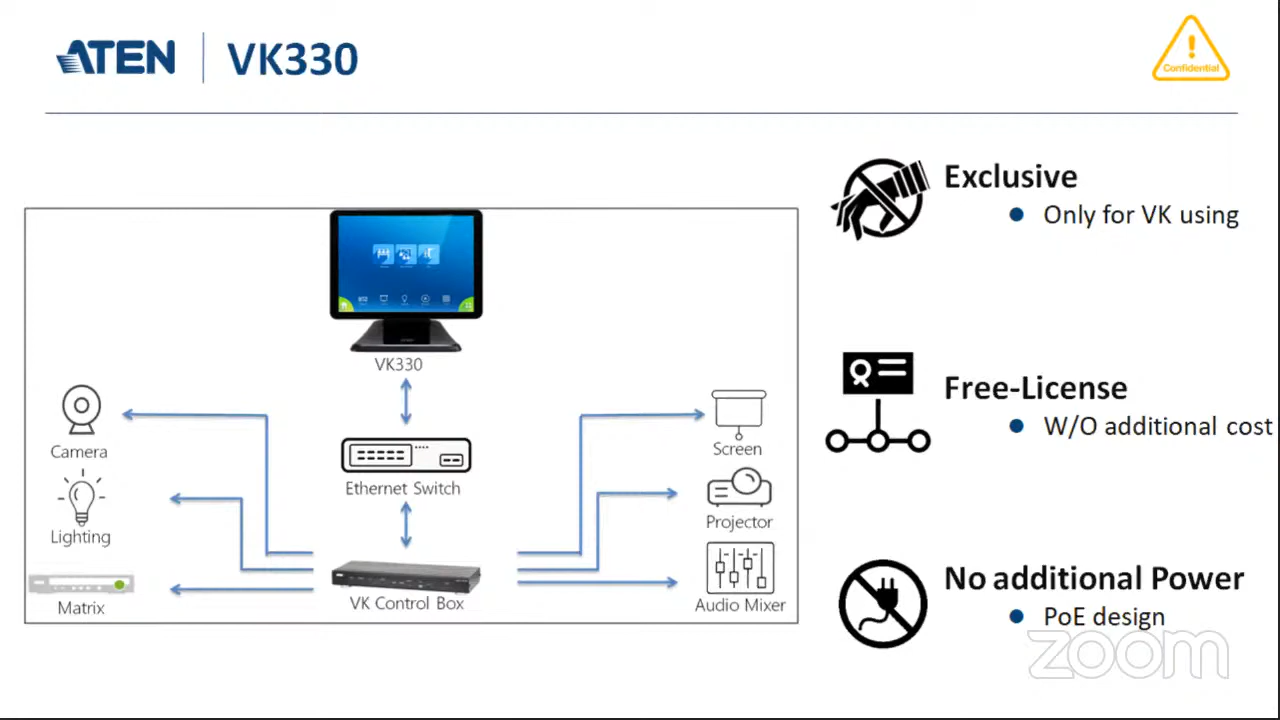 ATEN
VK330
Confidential
Exclusive
Only for VK using
VK330
Camera
Screen
Free-License
W/O additional cost
Ethernet Switch
Lighting
Projector
VK Control Box
Matrix
Audio Mixer
No additional Power
PoE design
zoom